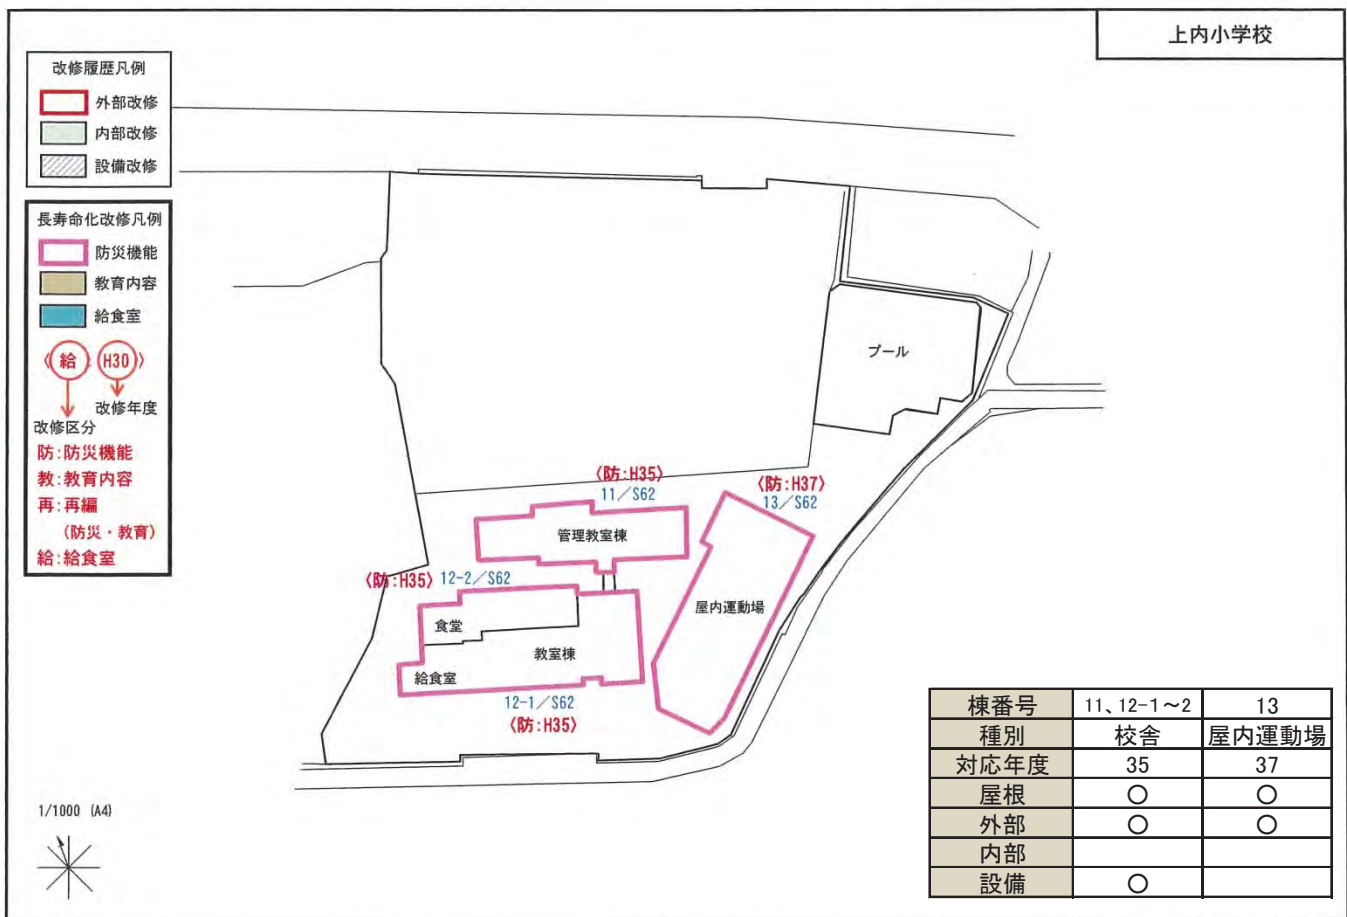 上内小学校
改修履歴凡例
外部改修
内部改修
設備改修
長寿命化改修凡例
防災機能
教育内容
給食室
〈給:H30〉
改修年度
改修区分
防:防災機能
教:教育内容
再:再編
(防災・教育)
給:給食室
プール
〈防:H35〉
11／S62
管理教室棟
〈防:H37〉
13／S62
屋内運動場
〈防:H35〉 12-2／S62
食堂
教室棟
給食室
12-1／S62
〈防:H35〉
1/1000 (A4)
棟番号 11、12-1～2 13
種別 校舎 屋内運動場
対応年度 35 37
屋根 ○ ○
外部 ○ ○
内部
設備 ○